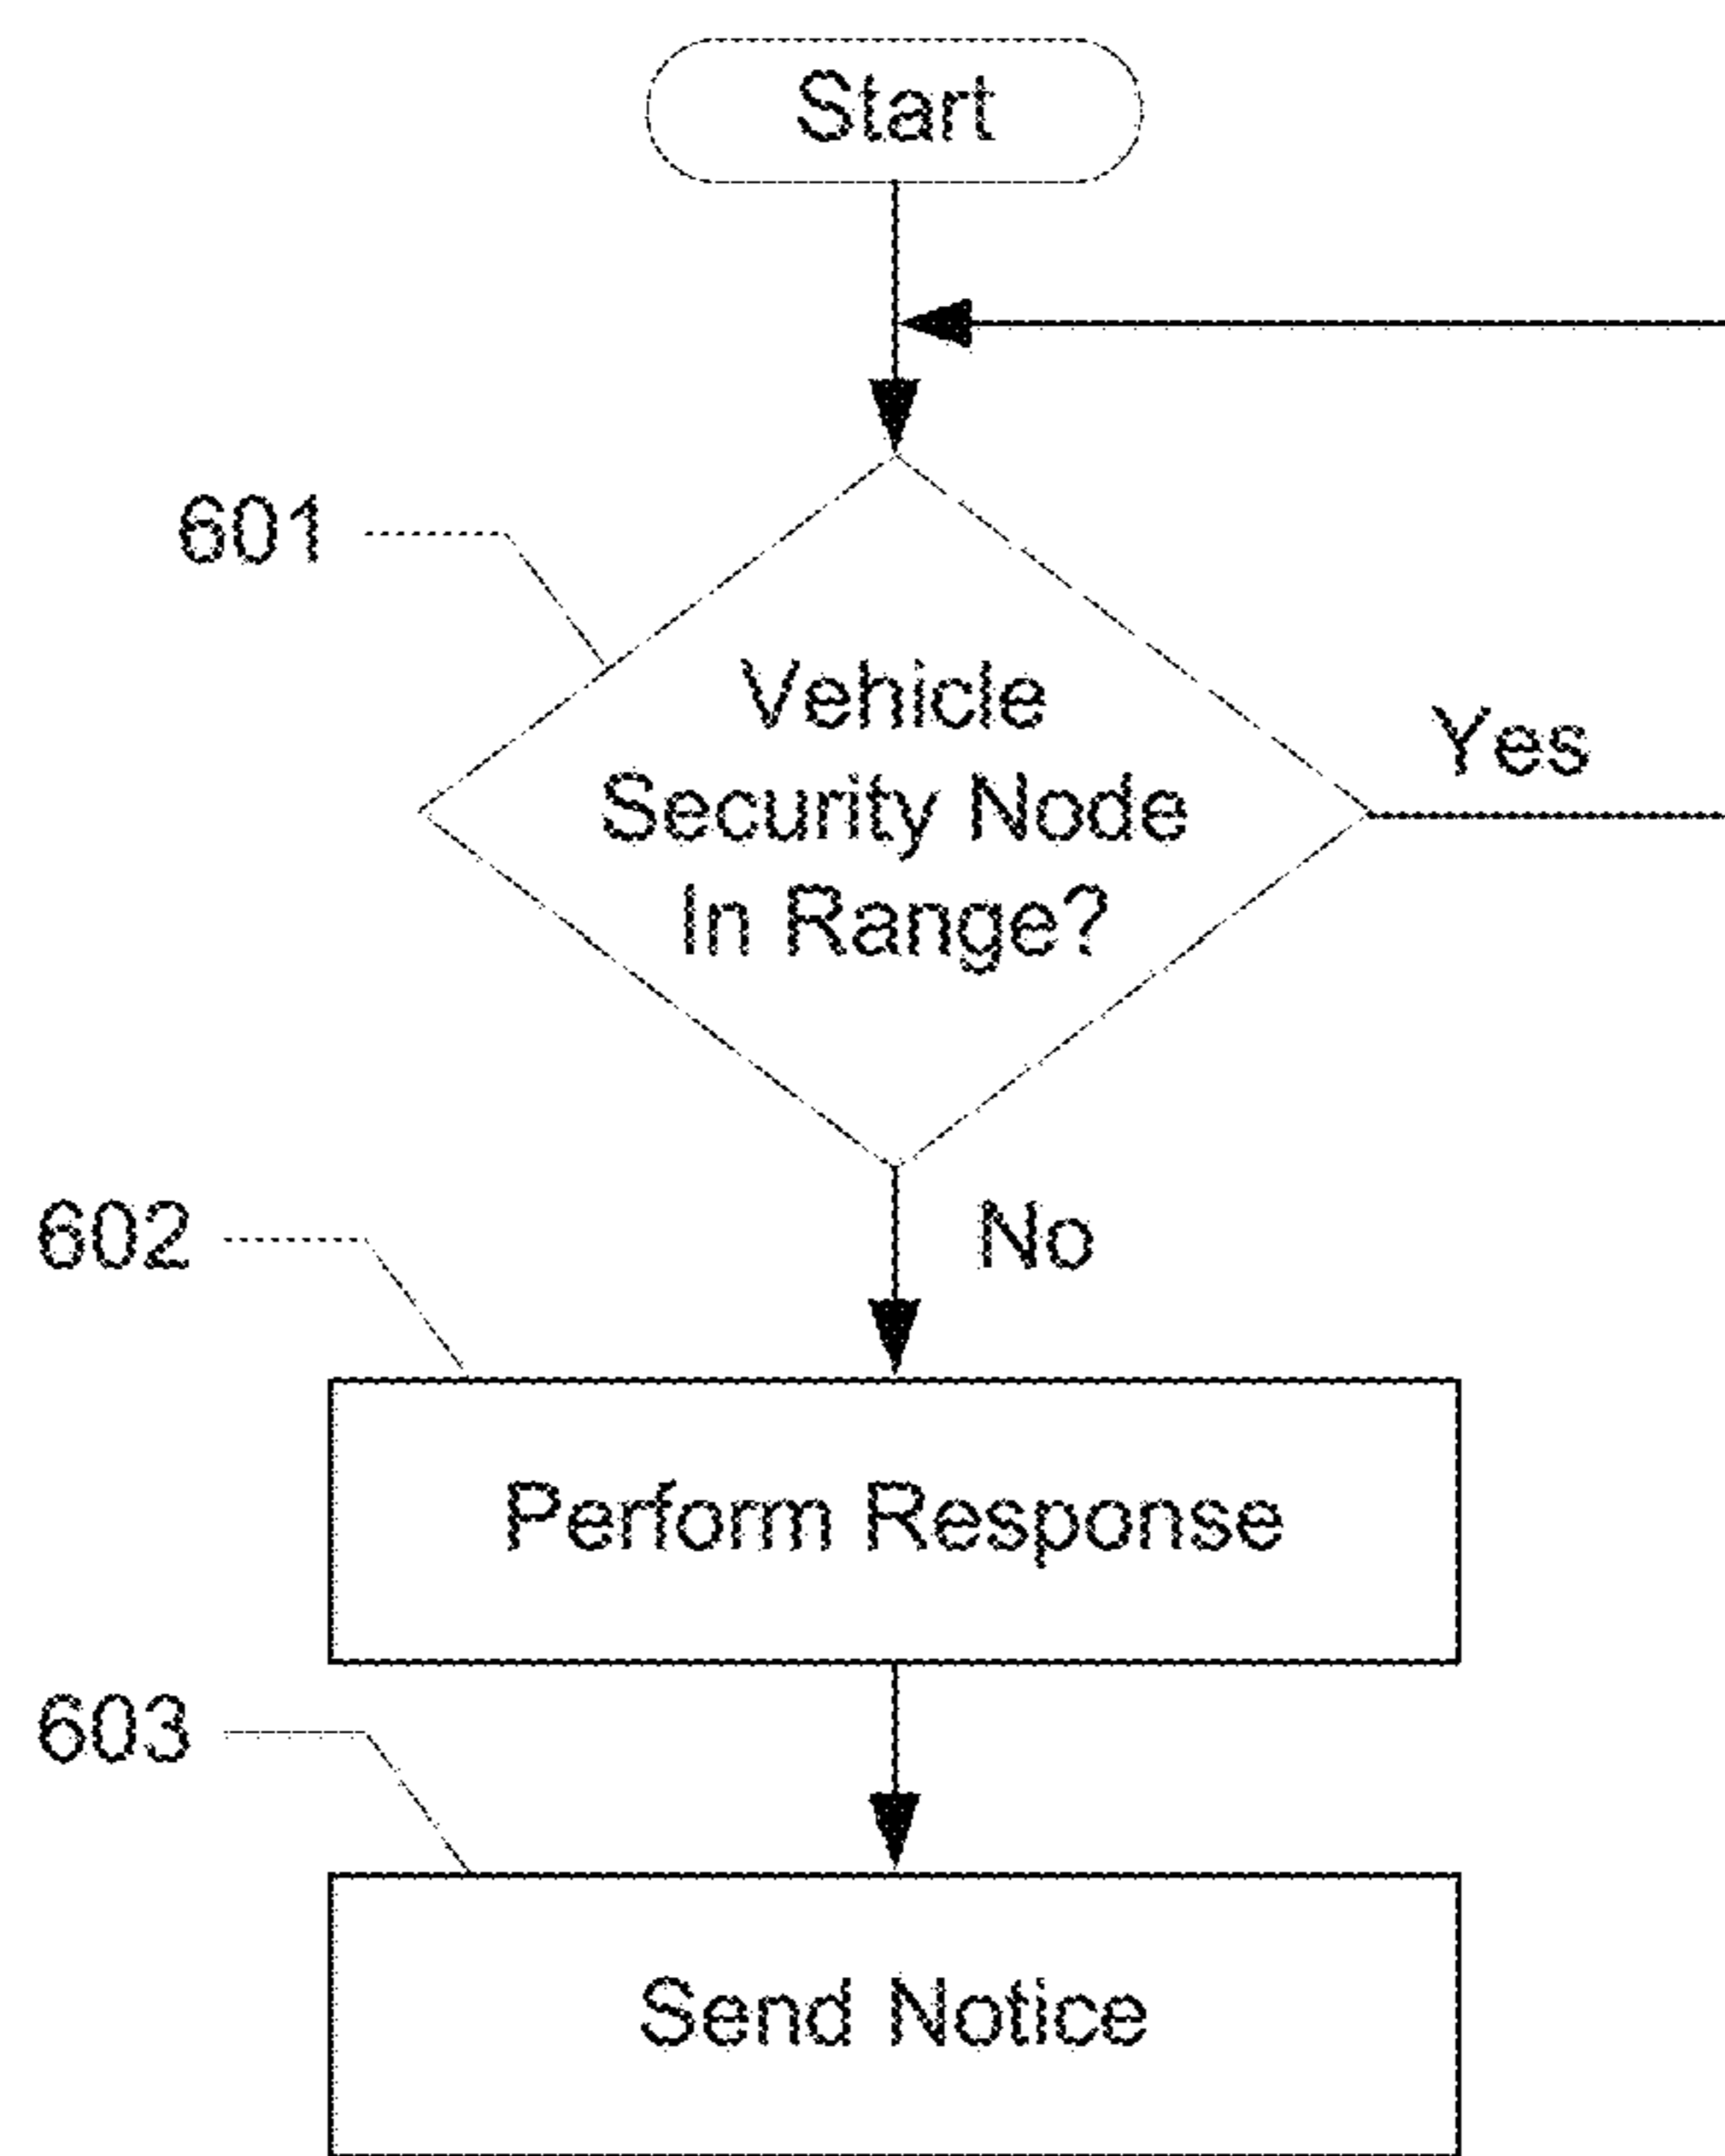 Start
601
Vehicle
Security Node
In Range?
Yes
602
No
Perform Response
603
Send Notice